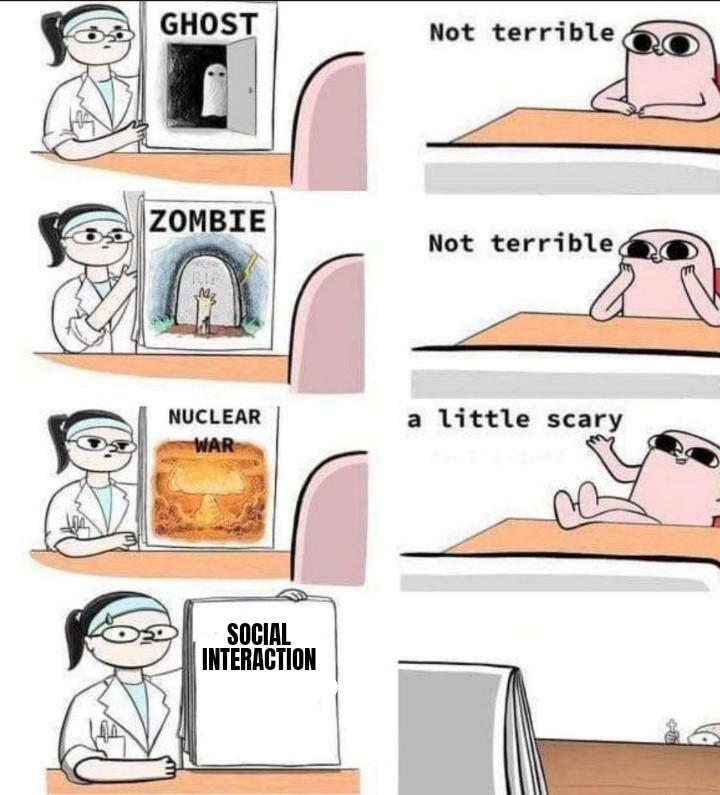 GHOST
Not terrible
ZOMBIE
RIP
Not terrible
NUCLEAR
WAR
a little scary
SOCIAL
INTERACTION